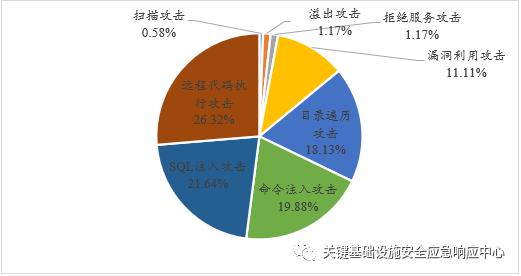 扫描攻击
0.58%
溢出攻击
1.17%
拒绝服务攻击
1.17%
漏洞利用攻击
11.11%
目录遍历
攻击
18.13%
命令注入攻击
19.88%
SQL注入攻击
21.64%
远程代码执
行攻击
26.32%
关键基础设施安全应急响应中心